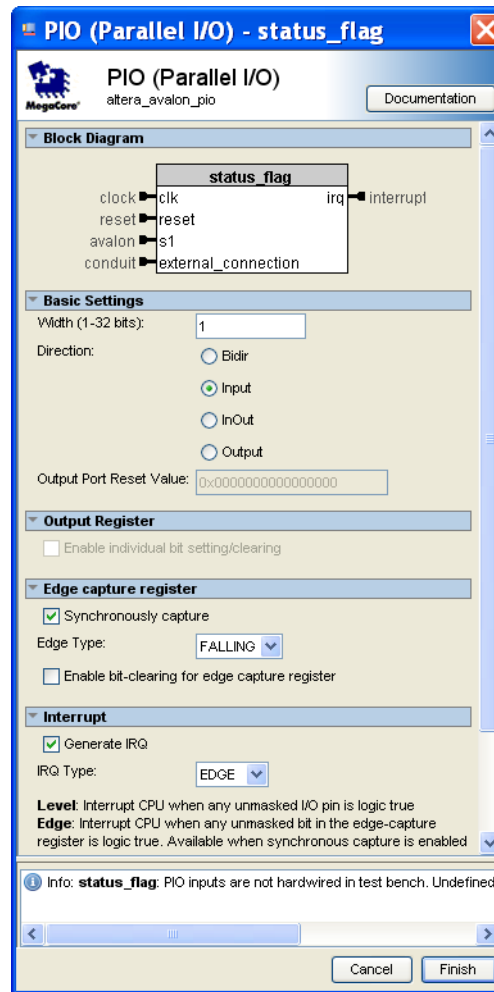 PIO (Parallel I/O) - status_flag
PIO (Parallel I/O)
altera_avalon_pio
MegaCore®
Documentation
Block Diagram
status_flag
clock clk irq interrupt
reset reset
avalon s1
conduit external_connection
Basic Settings
Width (1-32 bits): 1
Direction: Bidir
Input
InOut
Output
Output Port Reset Value: 0x0000000000000000
Output Register
Enable individual bit setting/clearing
Edge capture register
Synchronously capture
Edge Type: FALLING
Enable bit-clearing for edge capture register
Interrupt
Generate IRQ
IRQ Type: EDGE
Level: Interrupt CPU when any unmasked I/O pin is logic true
Edge: Interrupt CPU when any unmasked bit in the edge-capture
register is logic true. Available when synchronous capture is enabled
Info: status_flag: PIO inputs are not hardwired in test bench. Undefined
Cancel Finish